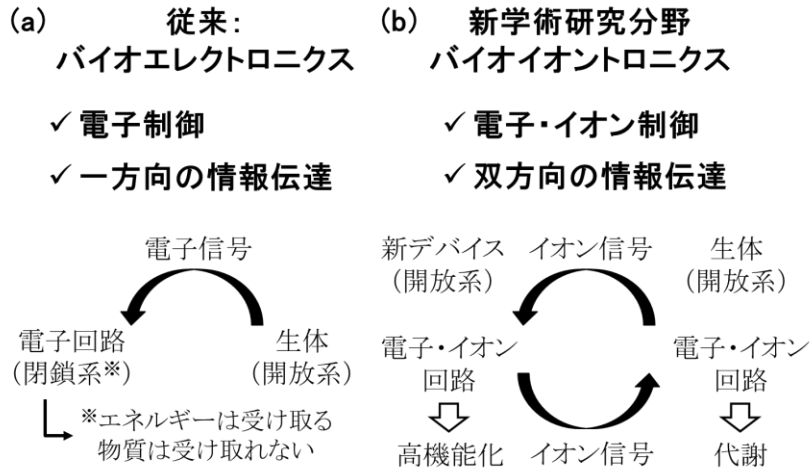 (a) 従来:
バイオエレクトロニクス
✓ 電子制御
✓ 一方向の情報伝達
電子信号
電子回路
(閉鎖系※)
生体
(開放系)
※エネルギーは受け取る
物質は受け取れない
(b) 新学術研究分野
バイオイオントロニクス
✓ 電子・イオン制御
✓ 双方向の情報伝達
新デバイス
(開放系)
イオン信号
生体
(開放系)
電子・イオン
回路
電子・イオン
回路
高機能化
イオン信号
代謝